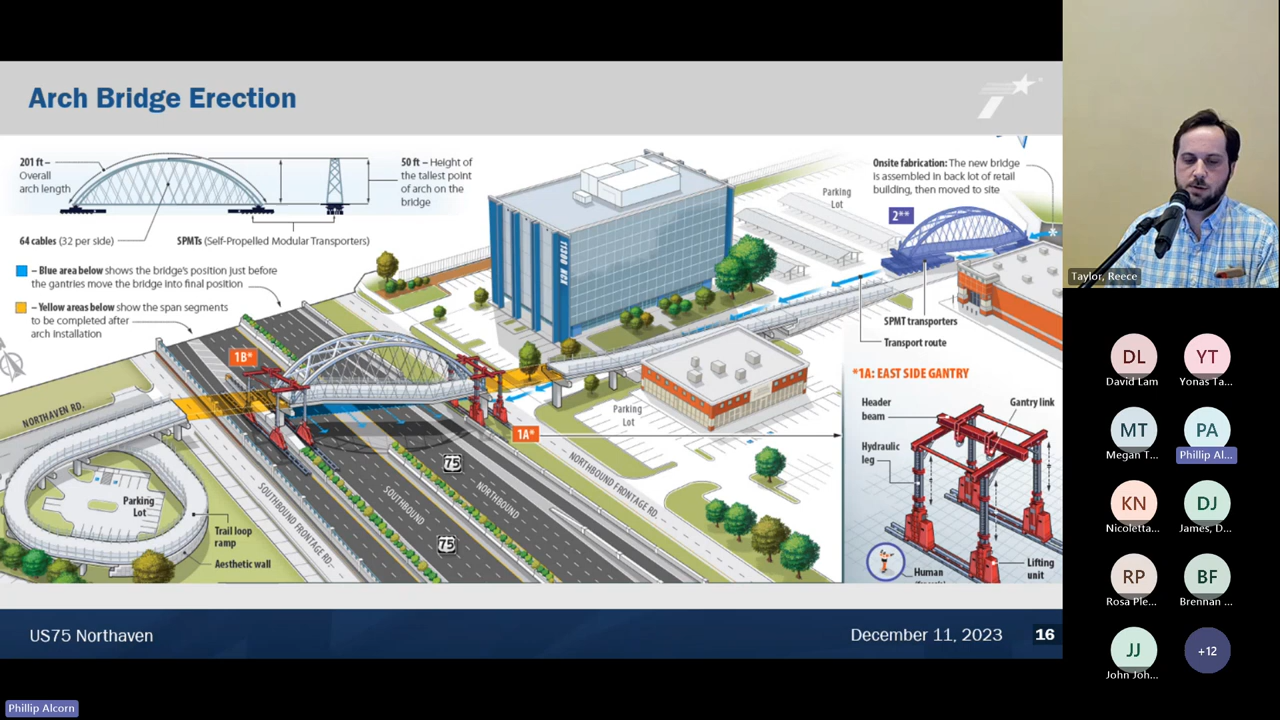 Arch Bridge Erection
201 ft –
Overall
arch length
50 ft – Height of
the tallest point
of arch on the
bridge
64 cables (32 per side)
SPMTs (Self-Propelled Modular Transporters)
– Blue area below shows the bridge's position just before
the gantries move the bridge into final position
– Yellow areas below show the span segments
to be completed after
arch installation
Onsite fabrication: The new bridge
is assembled in back lot of retail
building, then moved to site
Parking
Lot
2**
*
SPMT transporters
Transport route
1B*
1A*
*1A: EAST SIDE GANTRY
Header
beam
Gantry link
Hydraulic
leg
Human
Lifting
unit
NORTHAVEN RD.
Parking
Lot
Trail loop
ramp
Aesthetic wall
SOUTHBOUND FRONTAGE RD.
SOUTHBOUND
NORTHBOUND
75
75
NORTHBOUND FRONTAGE RD.
Parking
Lot
US75 Northaven
December 11, 2023
16
Taylor, Reece
DL
David Lam
YT
Yonas Ta...
MT
Megan T...
PA
Phillip Al...
KN
Nicoletta...
DJ
James, D...
RP
Rosa Ple...
BF
Brennan ...
JJ
John Joh...
+12
Phillip Alcorn